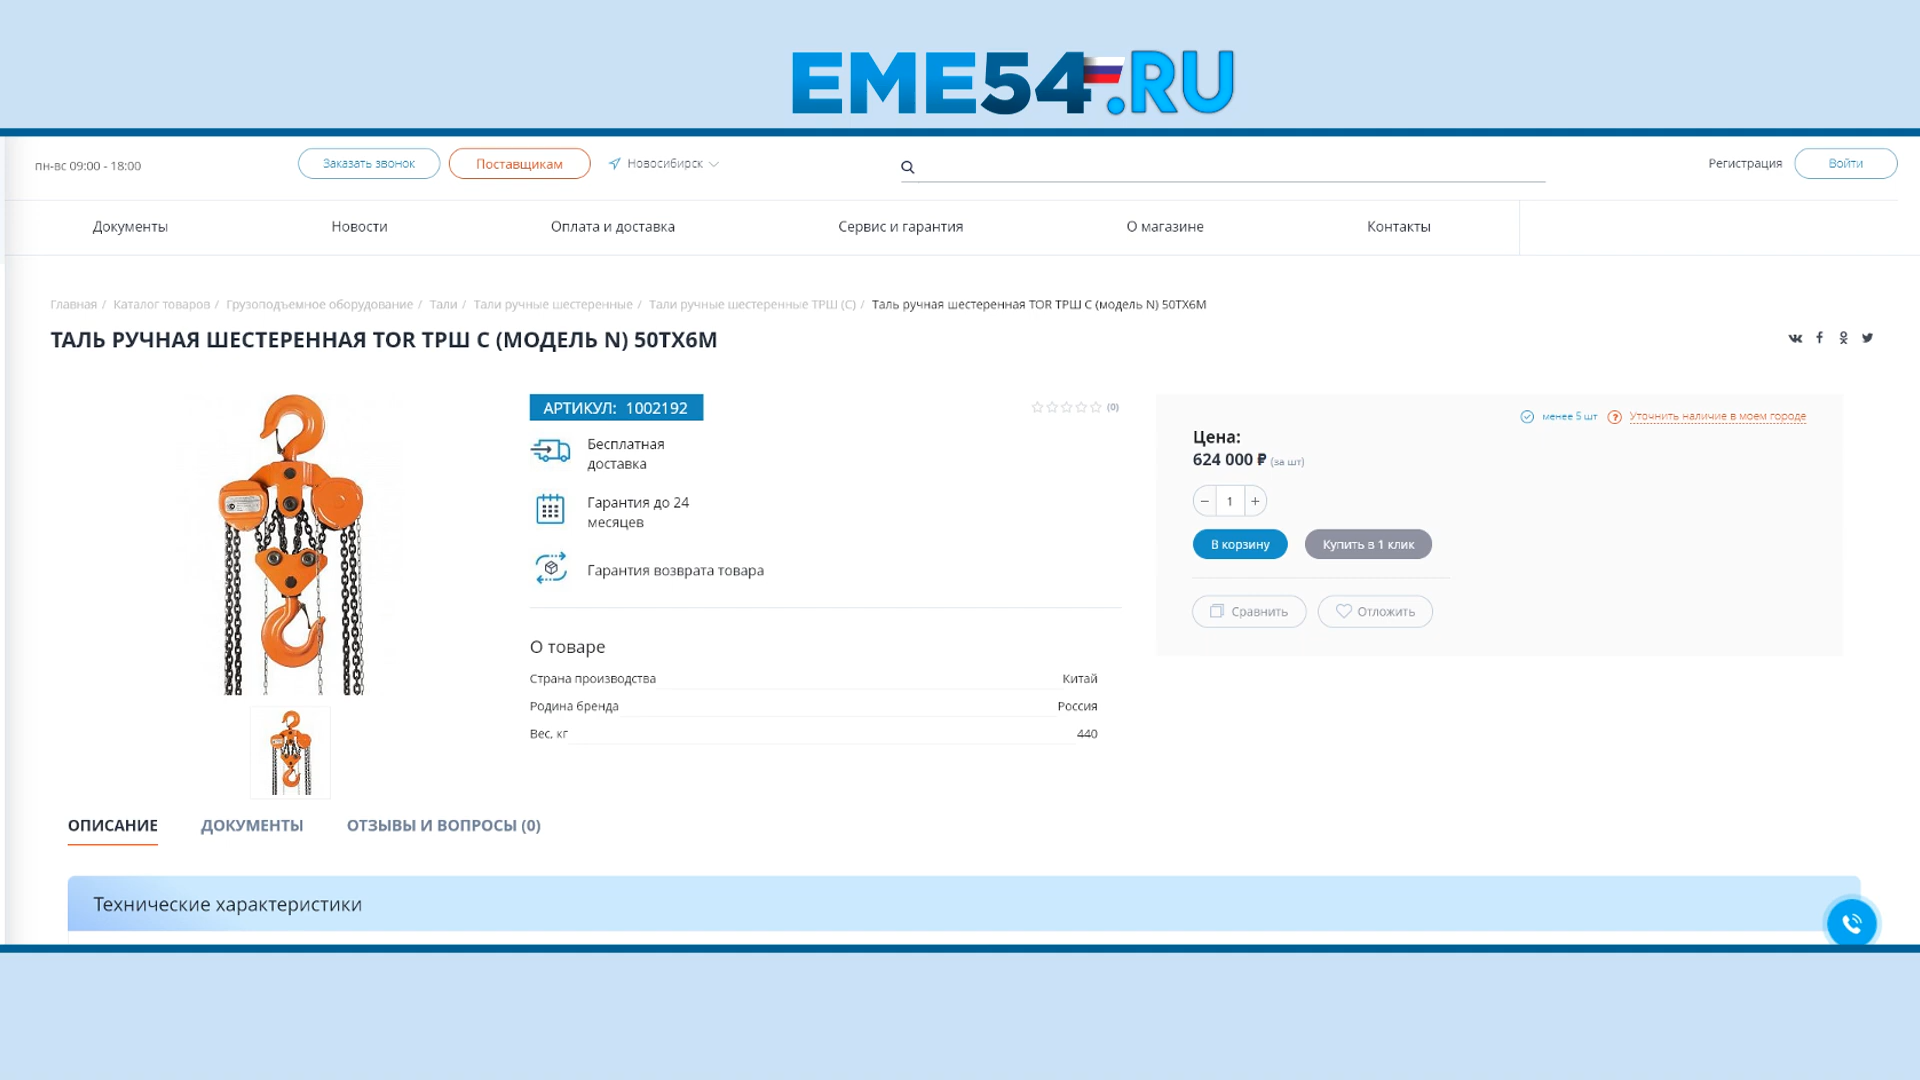 EME54.RU
пн-вс 09:00 - 18:00
Заказать звонок
Поставщикам
Новосибирск
Регистрация
Войти
Документы
Новости
Оплата и доставка
Сервис и гарантия
О магазине
Контакты
Главная / Каталог товаров / Грузоподъемное оборудование / Тали / Тали ручные шестеренные / Тали ручные шестеренные ТРШ (С) / Таль ручная шестеренная TOR ТРШ С (модель N) 50ТХ6М
ТАЛЬ РУЧНАЯ ШЕСТЕРЕННАЯ TOR ТРШ С (МОДЕЛЬ N) 50ТХ6М
АРТИКУЛ: 1002192
(0)
Бесплатная
доставка
Гарантия до 24
месяцев
Гарантия возврата товара
О товаре
Страна производства Китай
Родина бренда Россия
Вес, кг 440
менее 5 шт
Уточнить наличие в моем городе
Цена:
624 000 ₽ (за шт)
− 1 +
В корзину
Купить в 1 клик
Сравнить
Отложить
ОПИСАНИЕ
ДОКУМЕНТЫ
ОТЗЫВЫ И ВОПРОСЫ (0)
Технические характеристики